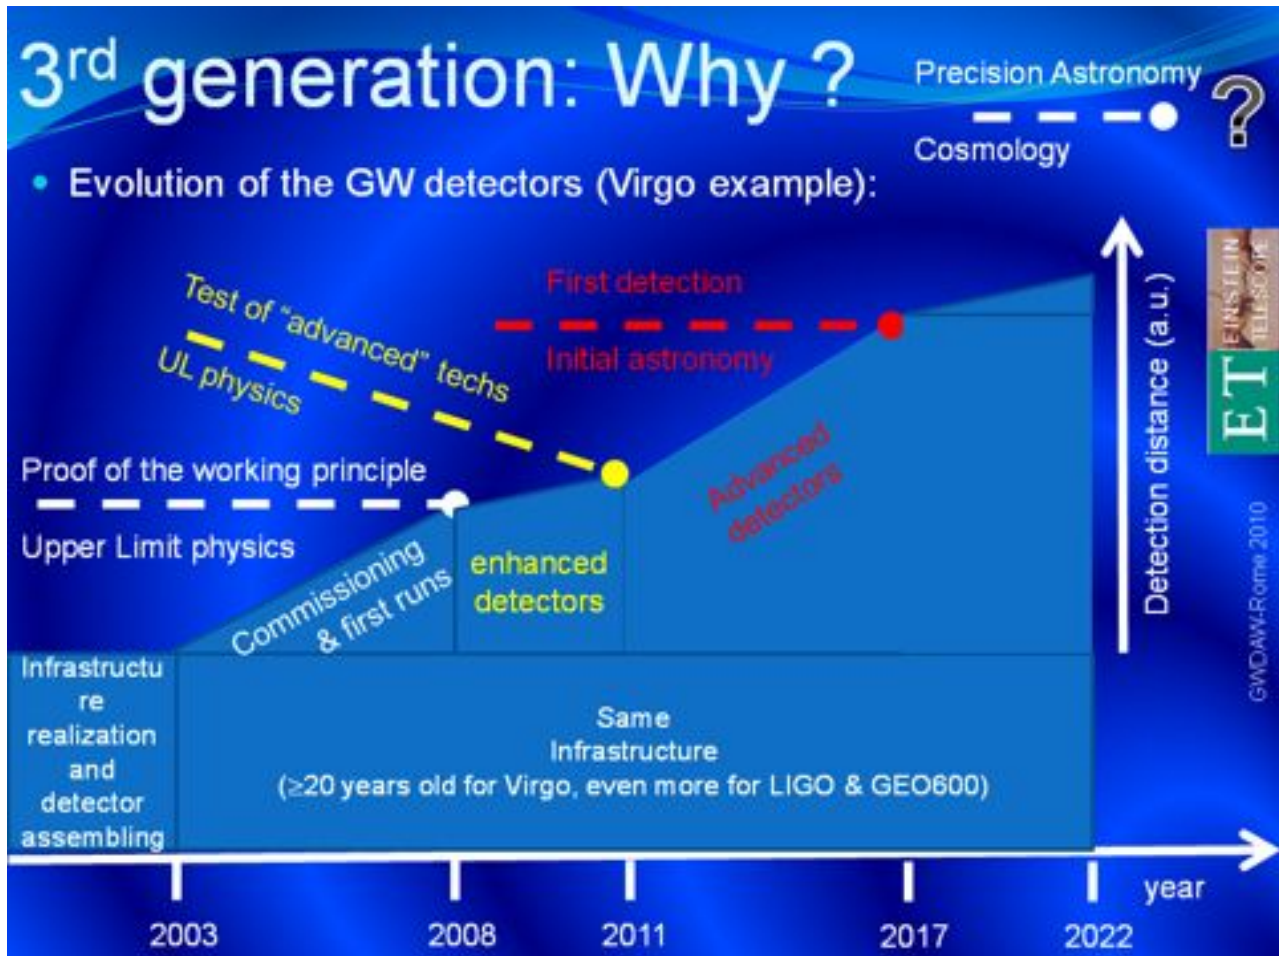 3rd generation: Why ?
Precision Astronomy
?
Cosmology
• Evolution of the GW detectors (Virgo example):
Test of “advanced” techs
UL physics
First detection
Initial astronomy
Proof of the working principle
Upper Limit physics
Commissioning
& first runs
enhanced
detectors
Advanced
detectors
Detection distance (a.u.)
EINSTEIN
TELESCOPE
ET
GWDAW-Rome 2010
Infrastructu
re
realization
and
detector
assembling
Same
Infrastructure
(≥20 years old for Virgo, even more for LIGO & GEO600)
year
2003
2008
2011
2017
2022